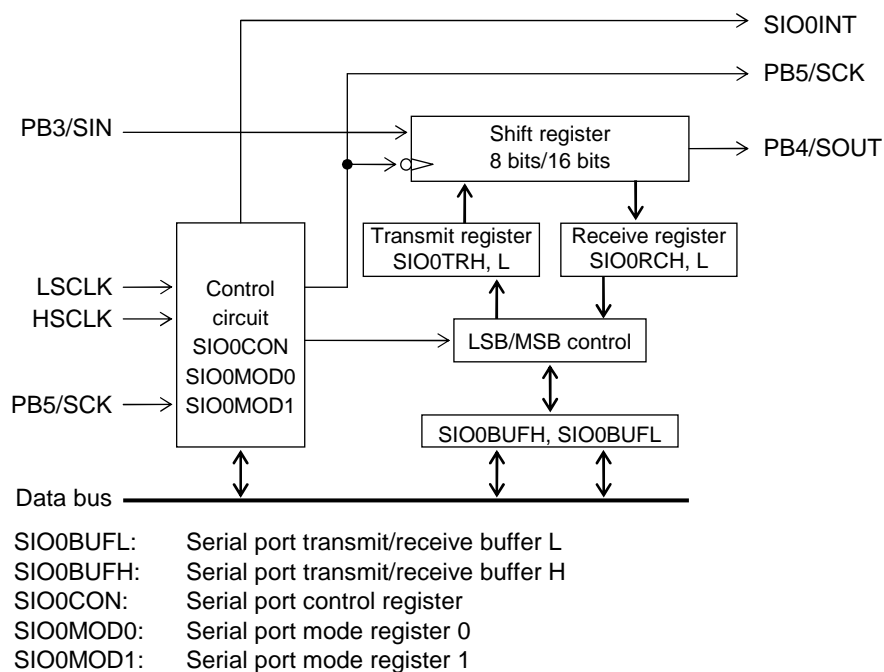 SIO0INT
PB5/SCK
PB3/SIN
Shift register
8 bits/16 bits
PB4/SOUT
Transmit register
SIO0TRH, L
Receive register
SIO0RCH, L
LSCLK
HSCLK
PB5/SCK
Control
circuit
SIO0CON
SIO0MOD0
SIO0MOD1
LSB/MSB control
SIO0BUFH, SIO0BUFL
Data bus
SIO0BUFL: Serial port transmit/receive buffer L
SIO0BUFH: Serial port transmit/receive buffer H
SIO0CON: Serial port control register
SIO0MOD0: Serial port mode register 0
SIO0MOD1: Serial port mode register 1